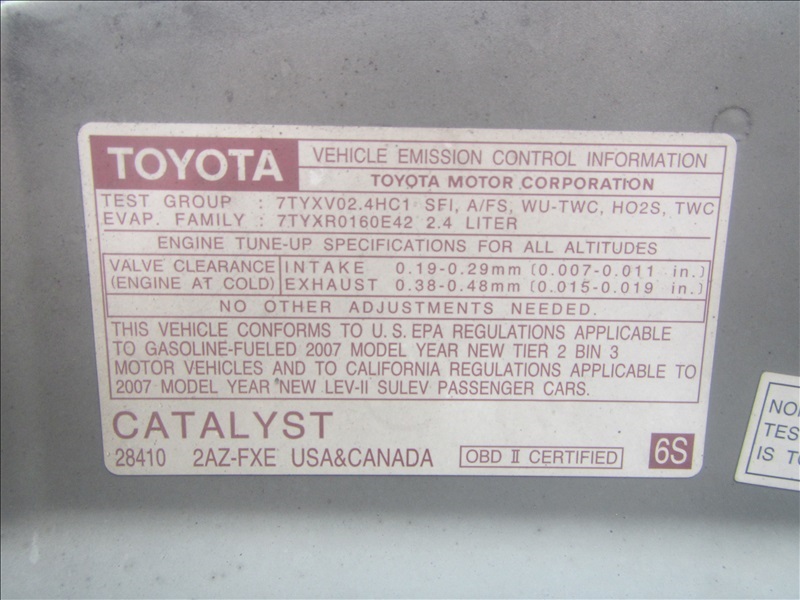 TOYOTA
VEHICLE EMISSION CONTROL INFORMATION
TOYOTA MOTOR CORPORATION
TEST GROUP : 7TYXV02.4HC1 SFI, A/FS, WU-TWC, HO2S, TWC
EVAP. FAMILY : 7TYXR0160E42 2.4 LITER
ENGINE TUNE-UP SPECIFICATIONS FOR ALL ALTITUDES
VALVE CLEARANCE INTAKE 0.19-0.29mm (0.007-0.011 in.)
(ENGINE AT COLD) EXHAUST 0.38-0.48mm (0.015-0.019 in.)
NO OTHER ADJUSTMENTS NEEDED.
THIS VEHICLE CONFORMS TO U.S. EPA REGULATIONS APPLICABLE
TO GASOLINE-FUELED 2007 MODEL YEAR NEW TIER 2 BIN 3
MOTOR VEHICLES AND TO CALIFORNIA REGULATIONS APPLICABLE TO
2007 MODEL YEAR NEW LEV-II SULEV PASSENGER CARS.
CATALYST
28410 2AZ-FXE USA&CANADA OBD II CERTIFIED 6S
IS